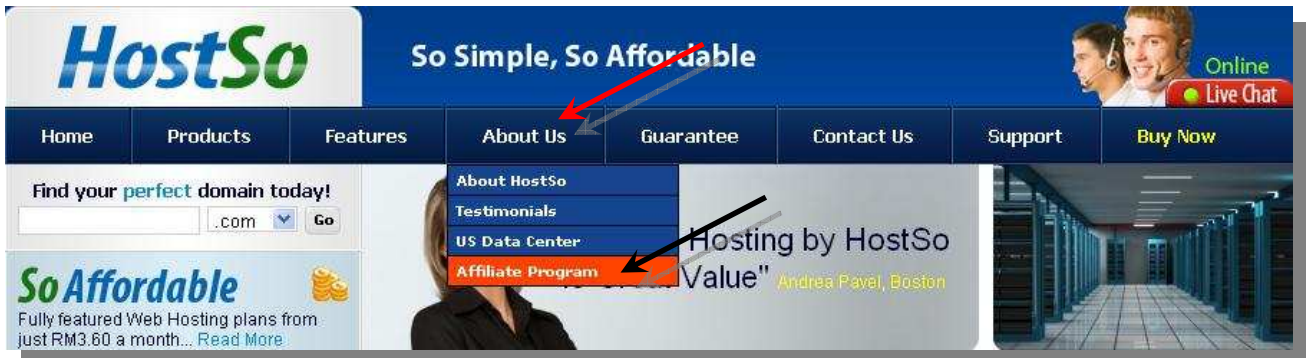 HostSo
So Simple, So Affordable
Online
Live Chat
Home Products Features About Us Guarantee Contact Us Support Buy Now
Find your perfect domain today!
.com Go
About HostSo
Testimonials
US Data Center
Affiliate Program
Hosting by HostSo
Value"
Andrea Pavel, Boston
So Affordable
Fully featured Web Hosting plans from
just RM3.60 a month... Read More